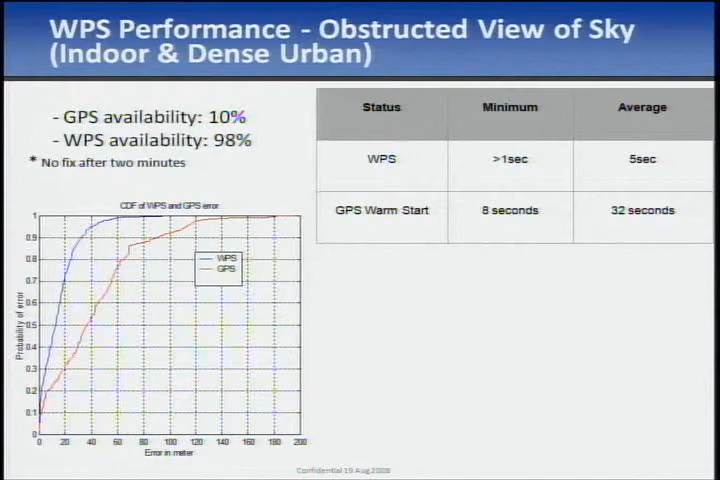 WPS Performance - Obstructed View of Sky
(Indoor & Dense Urban)
- GPS availability: 10%
- WPS availability: 98%
* No fix after two minutes
Status Minimum Average
WPS >1sec 5sec
GPS Warm Start 8 seconds 32 seconds
CDF of WPS and GPS error
Probability of error
1
0.9
0.8
0.7
0.6
0.5
0.4
0.3
0.2
0.1
0
WPS
GPS
0 20 40 60 80 100 120 140 160 180 200
Error in meter
Confidential 19 Aug 2008